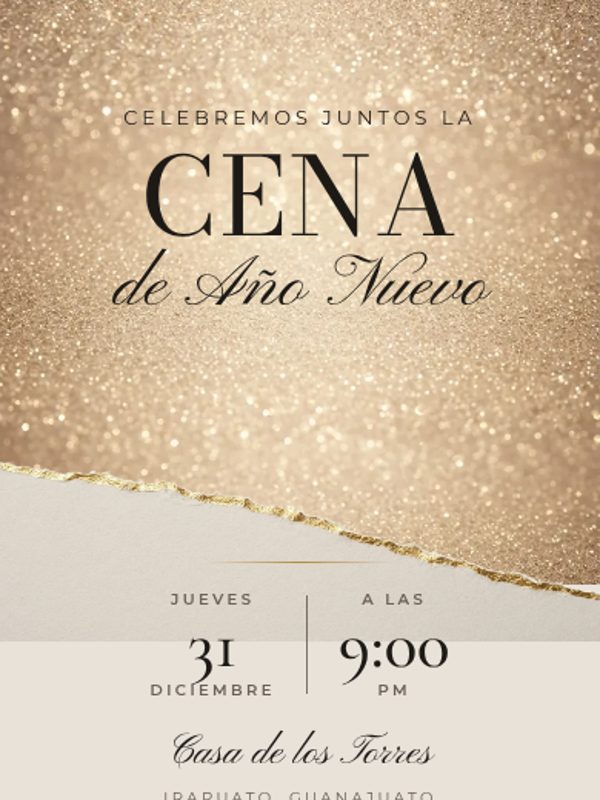 CELEBREMOS JUNTOS LA
CENA
de Año Nuevo
JUEVES
31
DICIEMBRE
A LAS
9:00
PM
Casa de los Torres
IRAPUATO, GUANAJUATO